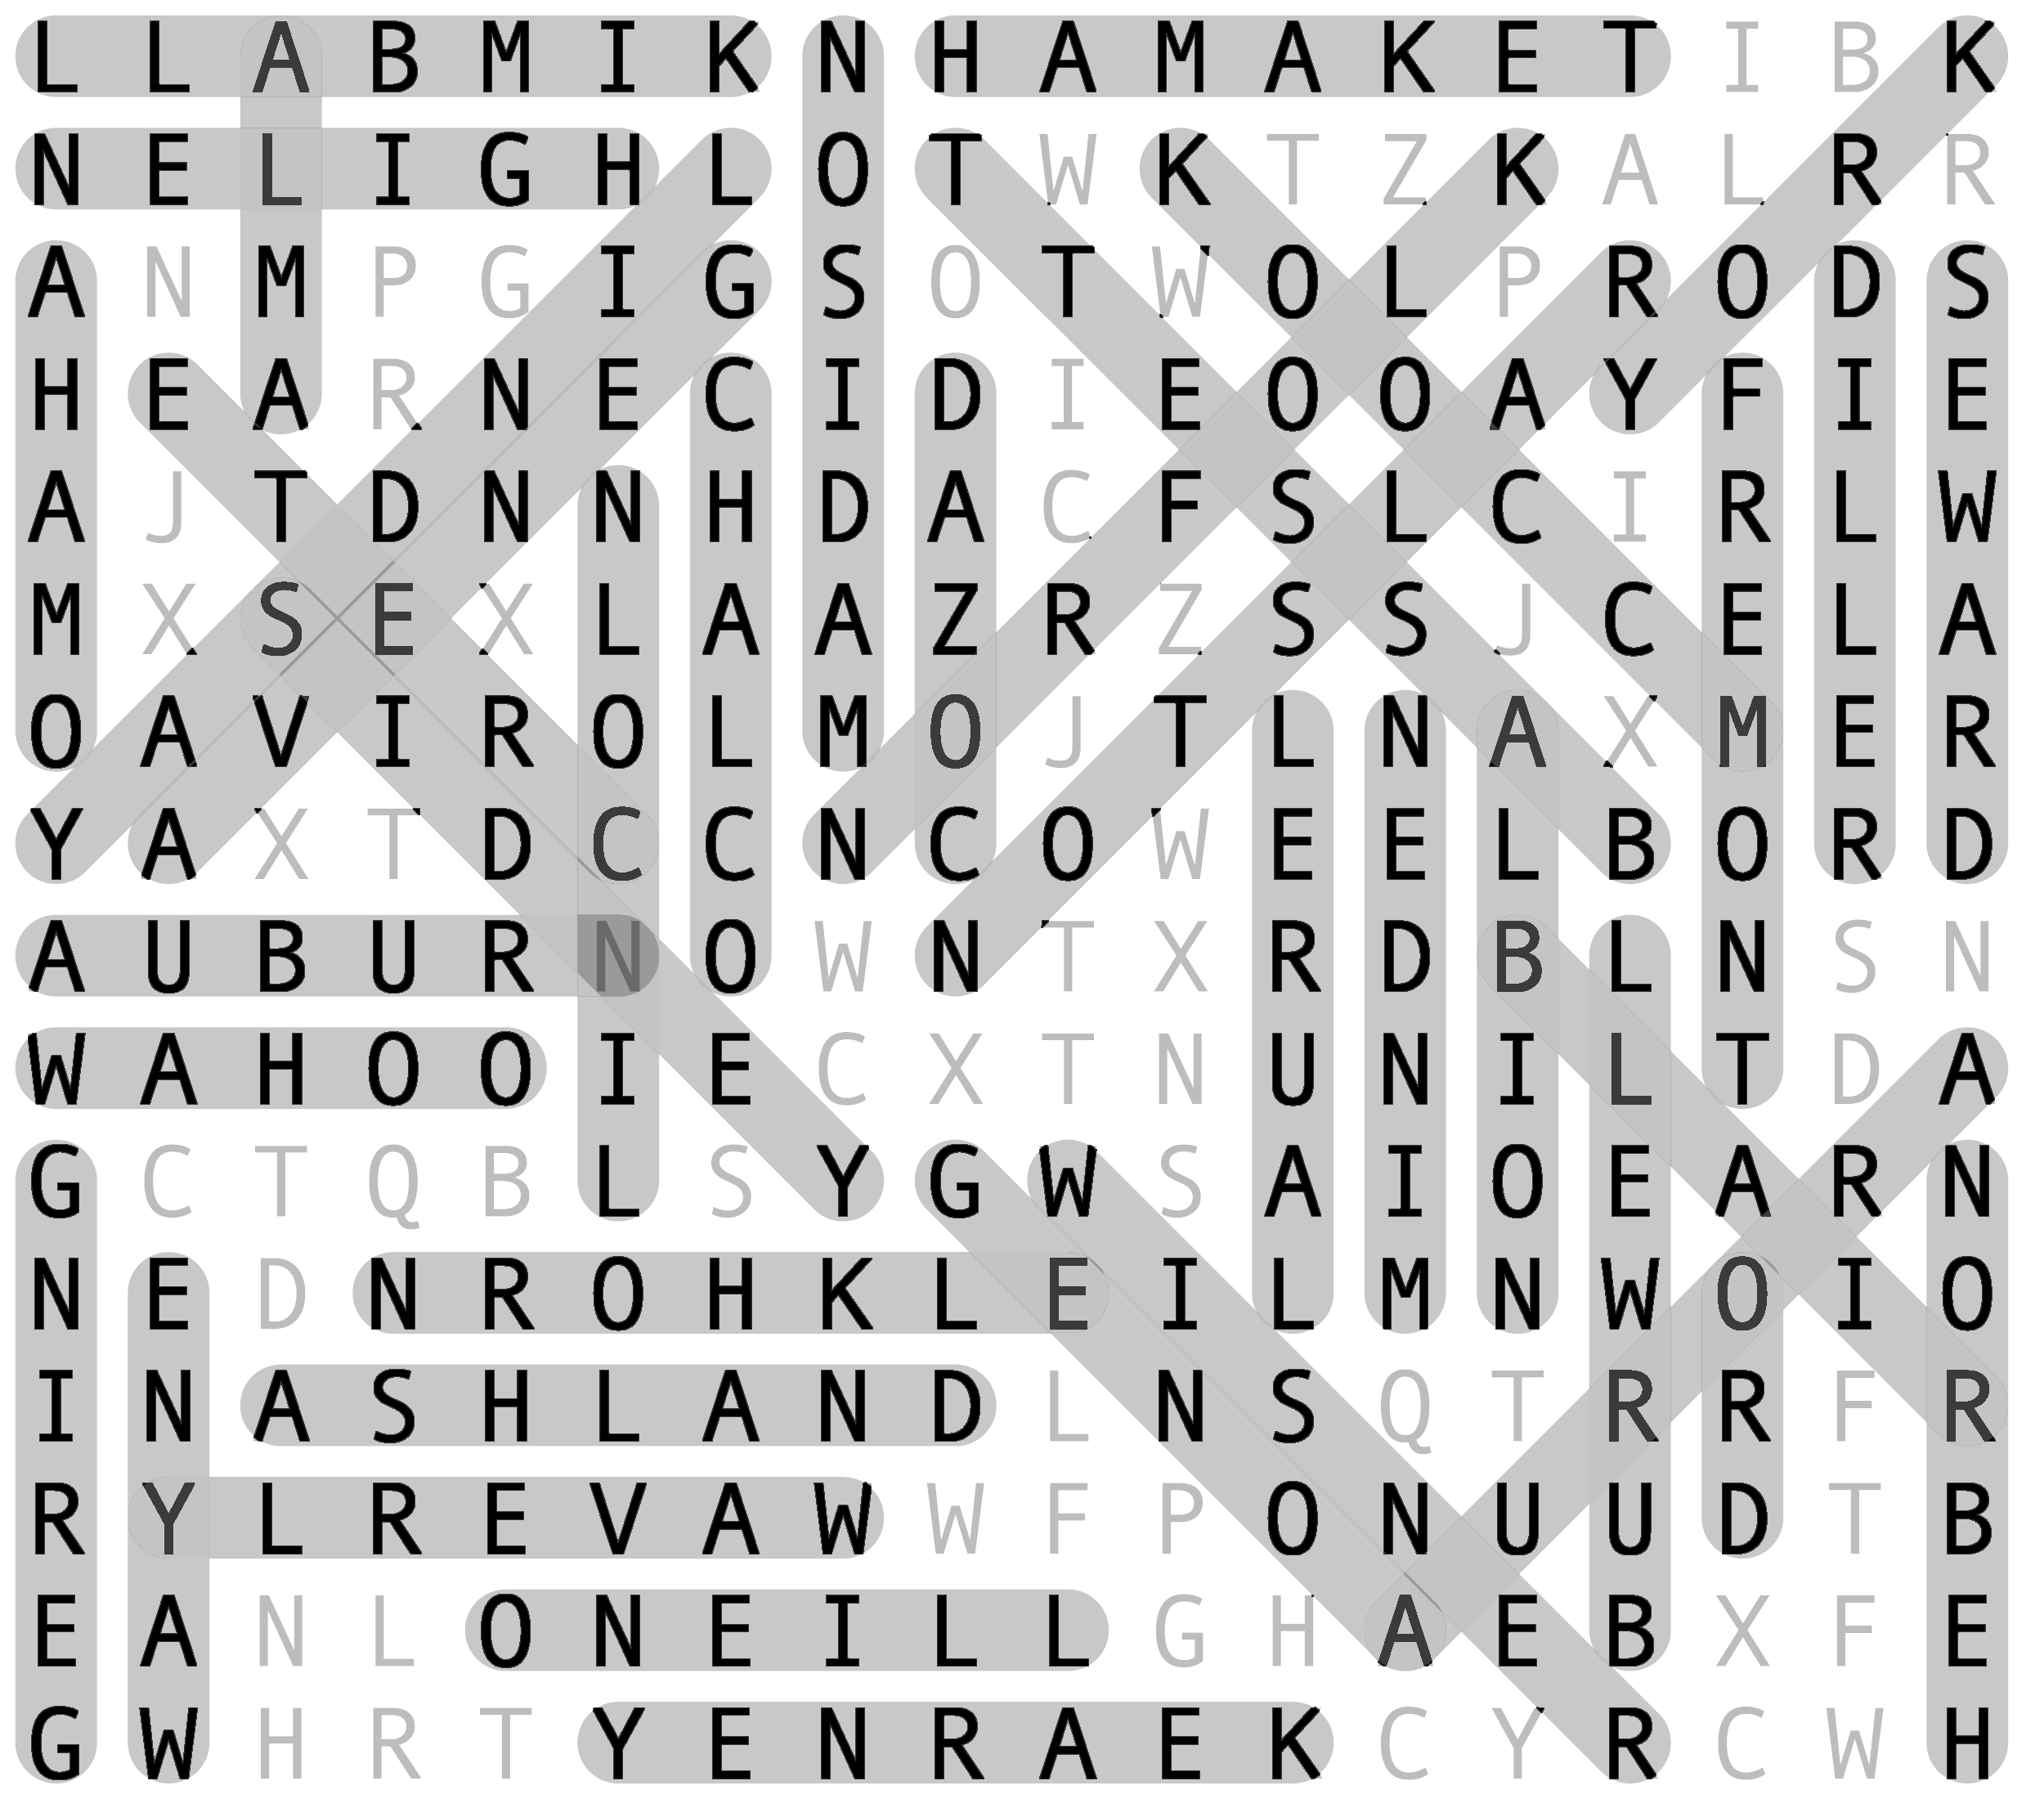 L L A B M I K N H A M A K E T I B K
N E L I G H L O T W K T Z K A L R R
A N M P G I G S O T W O L P R O D S
H E A R N E C I D I E O O A Y F I E
A J T D N N H D A C F S L C I R L W
M X S E X L A A Z R Z S S J C E L A
O A V I R O L M O J T L N A X M E R
Y A X T D C C N C O W E E L B O R D
A U B U R N O W N T X R D B L N S N
W A H O O I E C X T N U N I L T D A
G C T Q B L S Y G W S A I O E A R N
N E D N R O H K L E I L M N W O I O
I N A S H L A N D L N S Q T R R F R
R Y L R E V A W W F P O N U U D T B
E A N L O N E I L L G H A E B X F E
G W H R T Y E N R A E K C Y R C W H